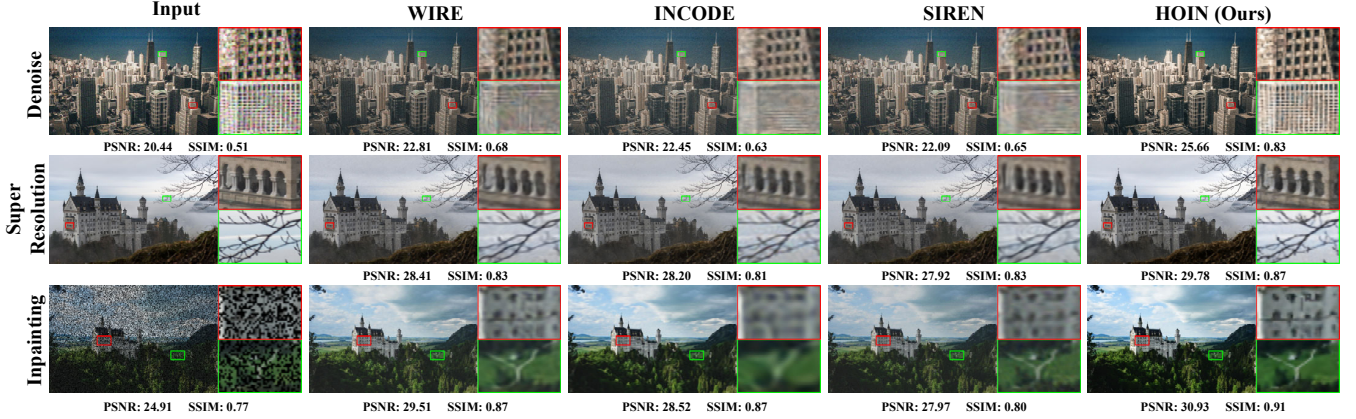 Input WIRE INCODE SIREN HOIN (Ours)
Denoise
PSNR: 20.44 SSIM: 0.51 PSNR: 22.81 SSIM: 0.68 PSNR: 22.45 SSIM: 0.63 PSNR: 22.09 SSIM: 0.65 PSNR: 25.66 SSIM: 0.83
Super
Resolution
PSNR: 28.41 SSIM: 0.83 PSNR: 28.20 SSIM: 0.81 PSNR: 27.92 SSIM: 0.83 PSNR: 29.78 SSIM: 0.87
Inpainting
PSNR: 24.91 SSIM: 0.77 PSNR: 29.51 SSIM: 0.87 PSNR: 28.52 SSIM: 0.87 PSNR: 27.97 SSIM: 0.80 PSNR: 30.93 SSIM: 0.91